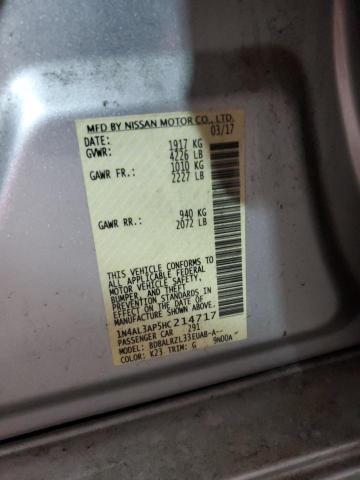 MFD BY NISSAN MOTOR CO., LTD.
DATE: 03/17
GVWR: 1917 KG
4226 LB
GAWR FR.: 1010 KG
2227 LB
GAWR RR.: 940 KG
2072 LB
THIS VEHICLE CONFORMS TO
ALL APPLICABLE FEDERAL
MOTOR VEHICLE SAFETY,
BUMPER, AND THEFT
PREVENTION STANDARDS IN
EFFECT ON THE DATE OF
MANUFACTURE SHOWN ABOVE.
1N4AL3AP5HC214717
PASSENGER CAR 291
MODEL: BDBALRZL33EUAB-A--
COLOR: K23 TRIM: G 9N00A